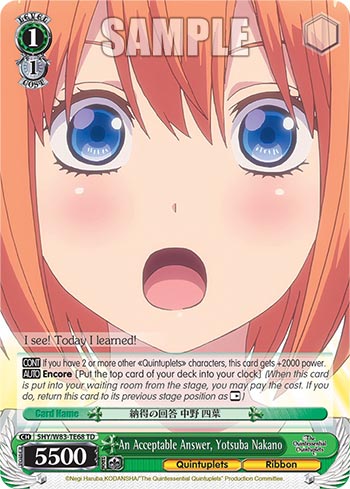 SAMPLE
LEVEL
1
1
COST
I see! Today I learned!
CONT If you have 2 or more other «Quintuplets» characters, this card gets +2000 power.
AUTO Encore [Put the top card of your deck into your clock] (When this card
is put into your waiting room from the stage, you may pay the cost. If you
do, return this card to its previous stage position as
Card Name 納得の回答 中野 四葉
CH 5HY/W83-TE68 TD
An Acceptable Answer, Yotsuba Nakano
The Quintessential Quintuplets
POWER
5500
Quintuplets Ribbon
©Negi Haruba,KODANSHA/"The Quintessential Quintuplets" Production Committee.